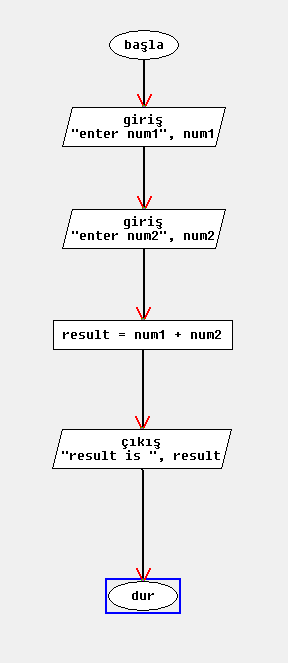 başla
giriş
"enter num1", num1
giriş
"enter num2", num2
result = num1 + num2
çıkış
"result is ", result
dur